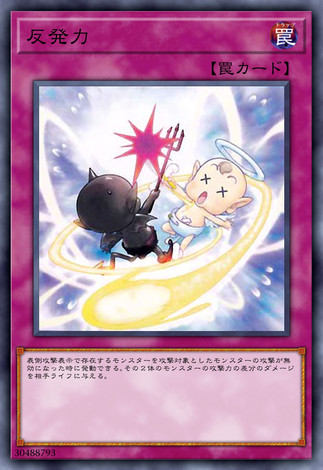 反発力
トラップ
罠
【罠カード】
表側攻撃表示で存在するモンスターを攻撃対象としたモンスターの攻撃が無
効になった時に発動できる。その２体のモンスターの攻撃力の差分のダメージ
を相手ライフに与える。
30488793